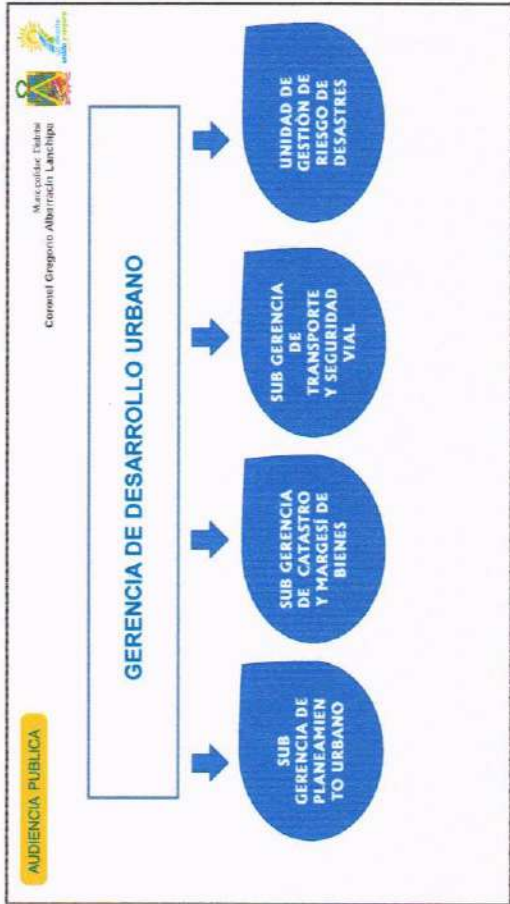 AUDIENCIA PUBLICA
Municipalidad Distrital
Coronel Gregorio Albarracín Lanchipa
GERENCIA DE DESARROLLO URBANO
SUB
GERENCIA DE
PLANEAMIEN
TO URBANO
SUB GERENCIA
DE CATASTRO
Y MARGESÍ DE
BIENES
SUB GERENCIA
DE
TRANSPORTE
Y SEGURIDAD
VIAL
UNIDAD DE
GESTIÓN DE
RIESGO DE
DESASTRES